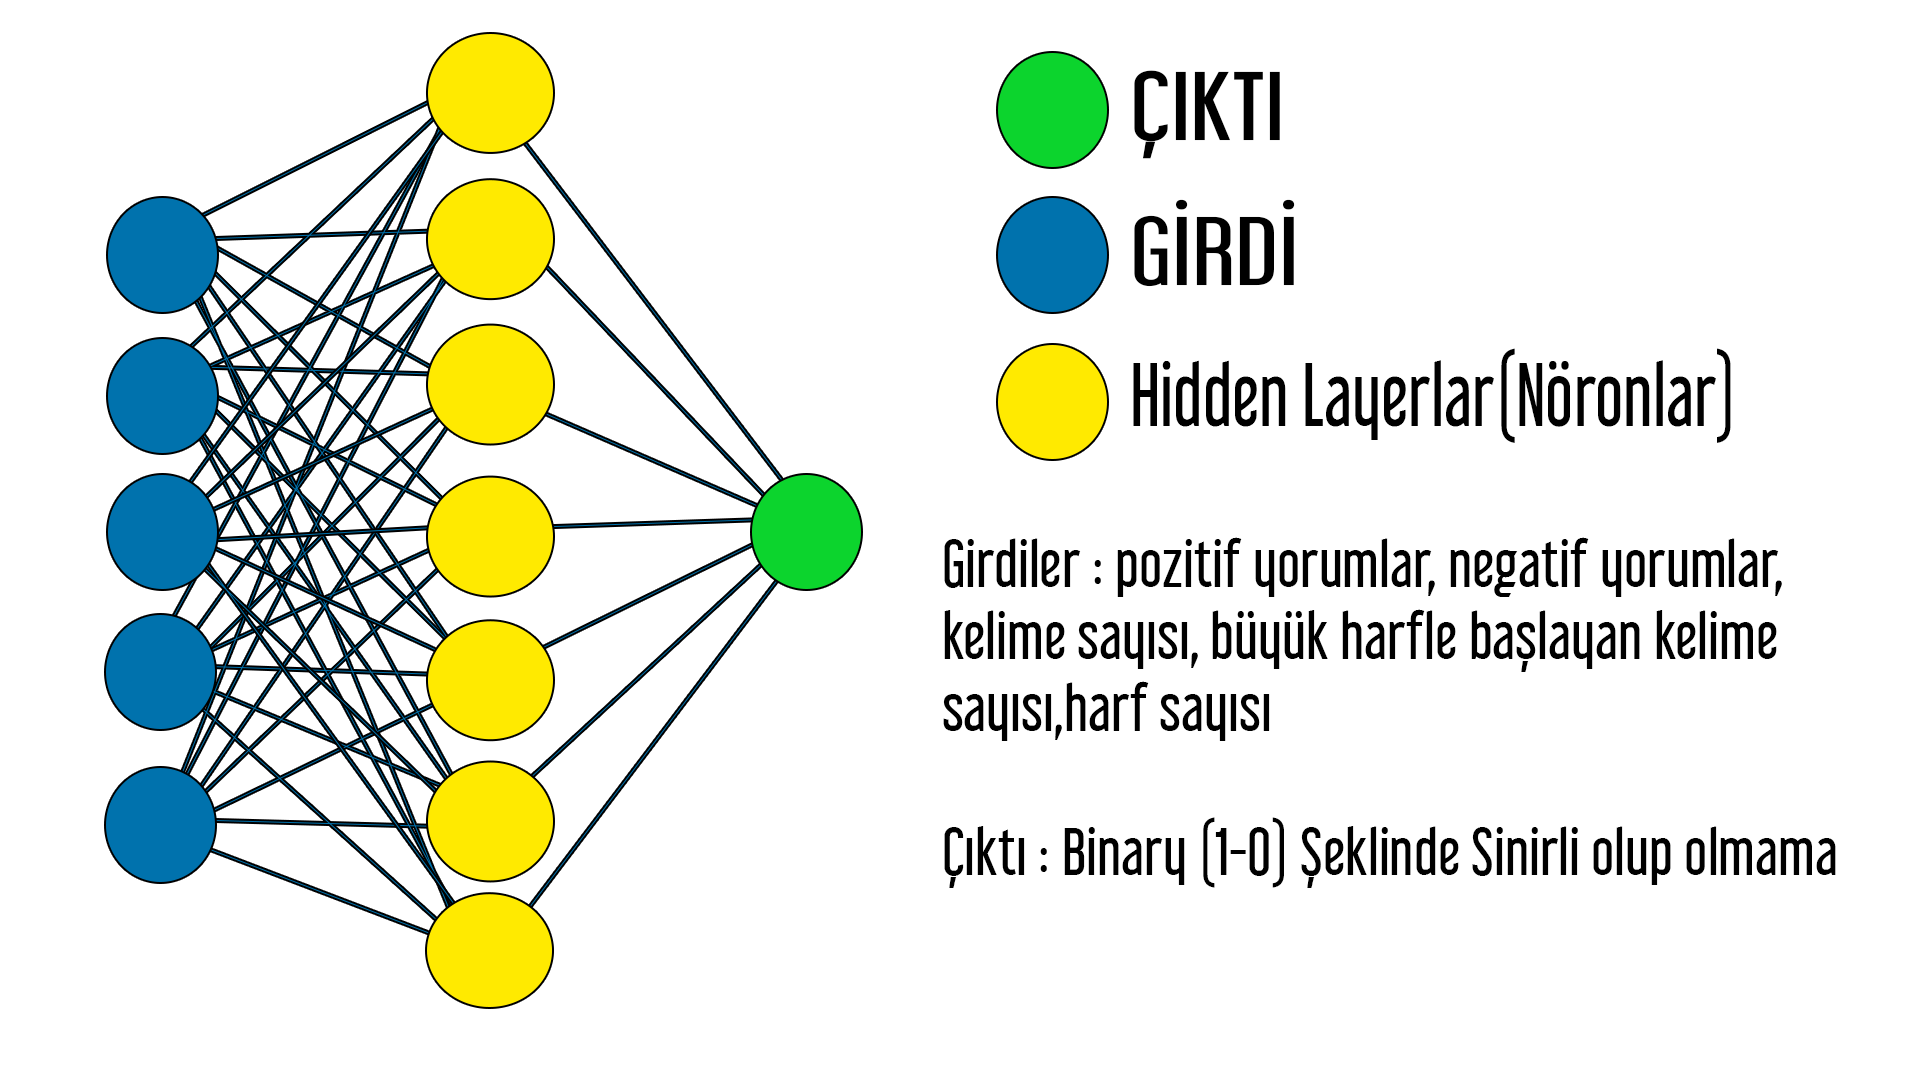 ÇIKTI
GİRDİ
Hidden Layerlar(Nöronlar)
Girdiler : pozitif yorumlar, negatif yorumlar,
kelime sayısı, büyük harfle başlayan kelime
sayısı,harf sayısı
Çıktı : Binary (1-0) Şeklinde Sinirli olup olmama